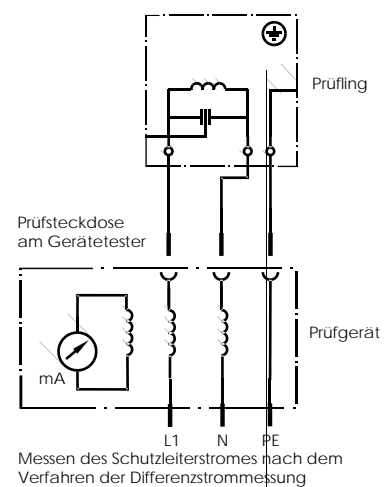 Prüfling
Prüfsteckdose
am Gerätetester
Prüfgerät
mA
L1 N PE
Messen des Schutzleiterstromes nach dem
Verfahren der Differenzstrommessung